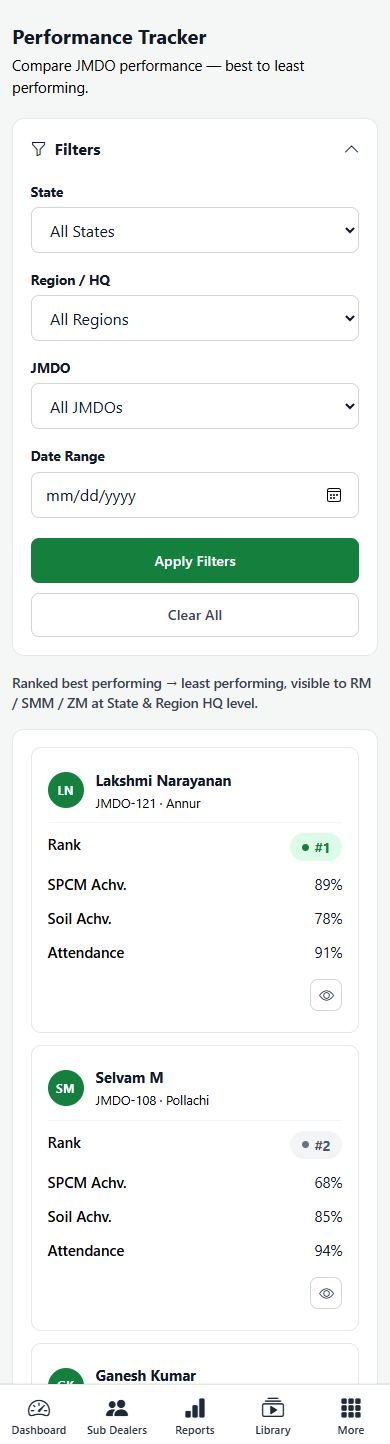 Performance Tracker
Compare JMDO performance — best to least
performing.
Filters
State
All States
Region / HQ
All Regions
JMDO
All JMDOs
Date Range
mm/dd/yyyy
Apply Filters
Clear All
Ranked best performing → least performing, visible to RM
/ SMM / ZM at State & Region HQ level.
LN
Lakshmi Narayanan
JMDO-121 · Annur
Rank
#1
SPCM Achv.
89%
Soil Achv.
78%
Attendance
91%
SM
Selvam M
JMDO-108 · Pollachi
Rank
#2
SPCM Achv.
68%
Soil Achv.
85%
Attendance
94%
Ganesh Kumar
Dashboard
Sub Dealers
Reports
Library
More